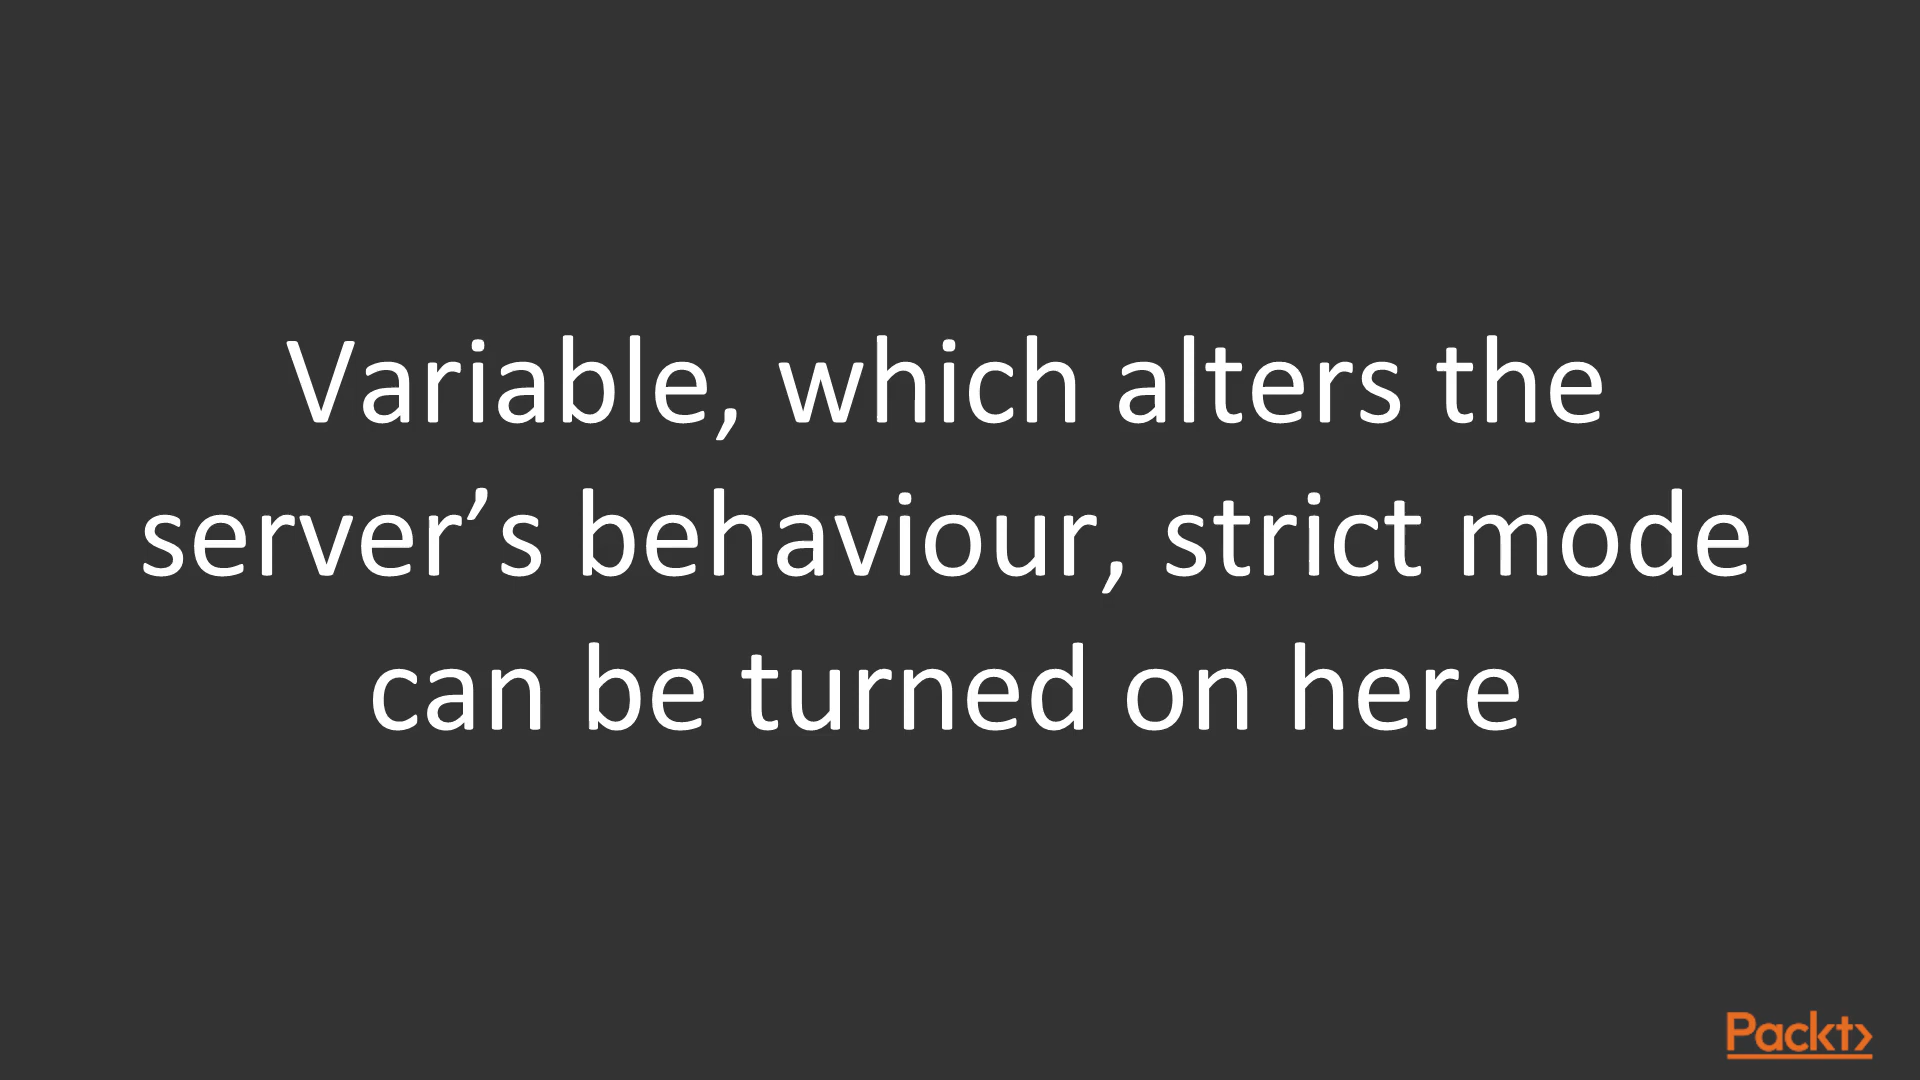 Variable, which alters the
server’s behaviour, strict mode
can be turned on here
Packt>